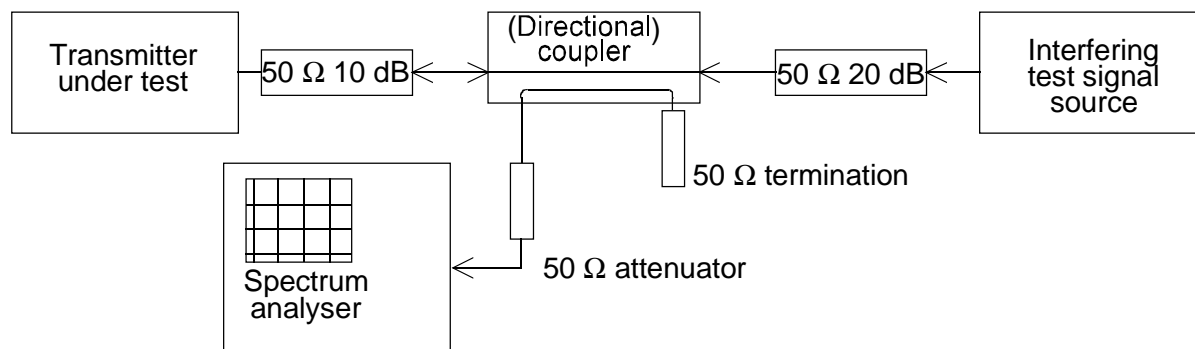 Transmitter
under test
50 Ω 10 dB
(Directional)
coupler
50 Ω 20 dB
Interfering
test signal
source
50 Ω termination
50 Ω attenuator
Spectrum
analyser